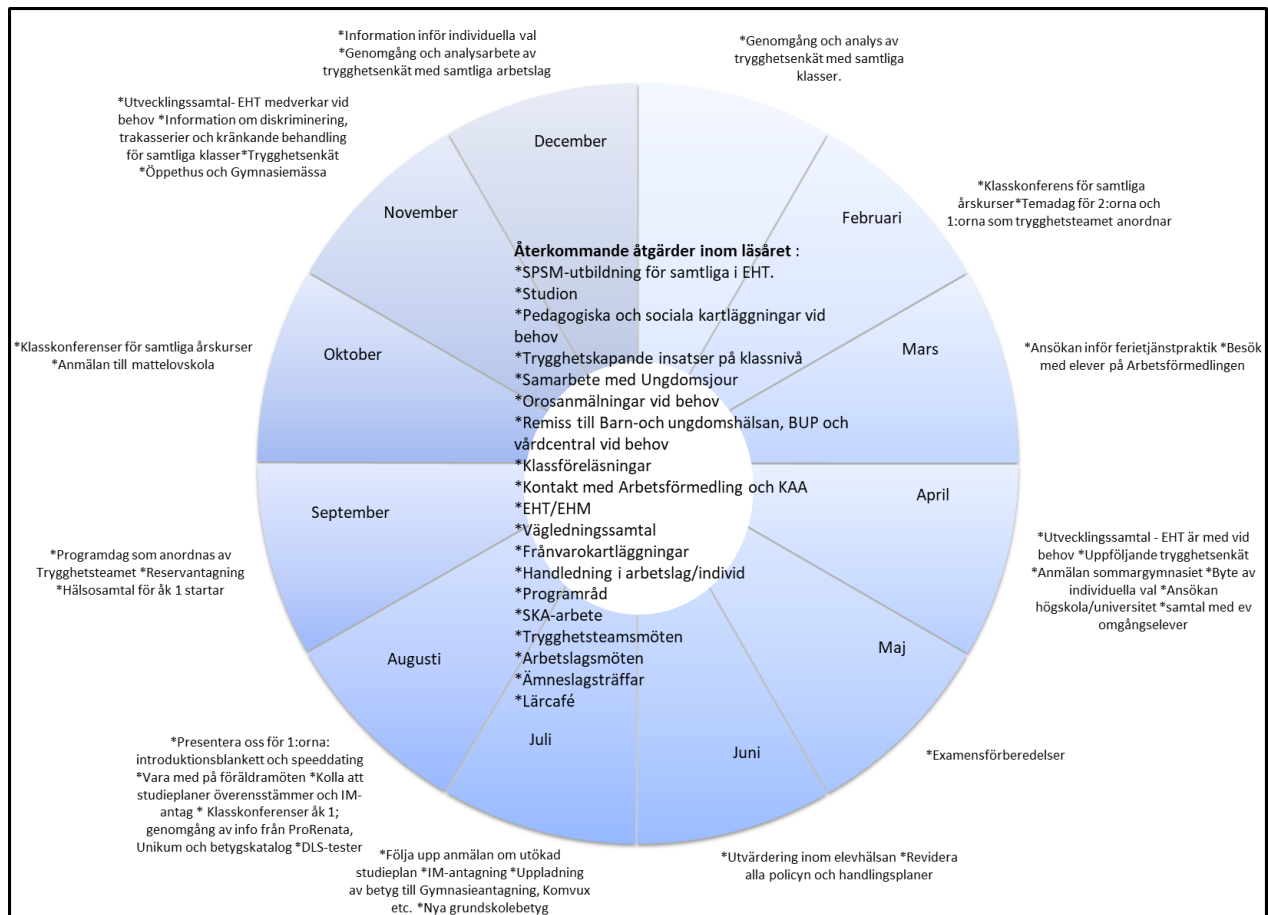 *Information inför individuella val
*Genomgång och analysarbete av
trygghetsenkät med samtliga arbetslag
*Genomgång och analys av
trygghetsenkät med samtliga
klasser.
*Utvecklingssamtal- EHT medverkar vid
behov *Information om diskriminering,
trakasserier och kränkande behandling
för samtliga klasser*Trygghetsenkät
*Öppethus och Gymnasiemässa
December
November
Februari
*Klasskonferens för samtliga
årskurser*Temadag för 2:orna och
1:orna som trygghetsteamet anordnar
Återkommande åtgärder inom läsåret :
*SPSM-utbildning för samtliga i EHT.
*Studion
*Pedagogiska och sociala kartläggningar vid
behov
*Trygghetskapande insatser på klassnivå
*Samarbete med Ungdomsjour
*Orosanmälningar vid behov
*Remiss till Barn-och ungdomshälsan, BUP och
vårdcentral vid behov
*Klassföreläsningar
*Kontakt med Arbetsförmedling och KAA
*EHT/EHM
*Vägledningssamtal
*Frånvarokartläggningar
*Handledning i arbetslag/individ
*Programråd
*SKA-arbete
*Trygghetsteamsmöten
*Arbetslagsmöten
*Ämneslagsträffar
*Lärcafé
*Klasskonferenser för samtliga årskurser
*Anmälan till mattelovskola
Oktober
Mars
*Ansökan inför ferietjänstpraktik *Besök
med elever på Arbetsförmedlingen
September
April
*Programdag som anordnas av
Trygghetsteamet *Reservantagning
*Hälsosamtal för åk 1 startar
*Utvecklingssamtal - EHT är med vid
behov *Uppföljande trygghetsenkät
*Anmälan sommargymnasiet *Byte av
individuella val *Ansökan
högskola/universitet *samtal med ev
omgångselever
Augusti
Maj
*Presentera oss för 1:orna:
introduktionsblankett och speeddating
*Vara med på föräldramöten *Kolla att
studieplaner överensstämmer och IM-
antag * Klasskonferenser åk 1;
genomgång av info från ProRenata,
Unikum och betygskatalog *DLS-tester
Juli
Juni
*Examensförberedelser
*Följa upp anmälan om utökad
studieplan *IM-antagning *Uppladning
av betyg till Gymnasieantagning, Komvux
etc. *Nya grundskolebetyg
*Utvärdering inom elevhälsan *Revidera
alla policyn och handlingsplaner